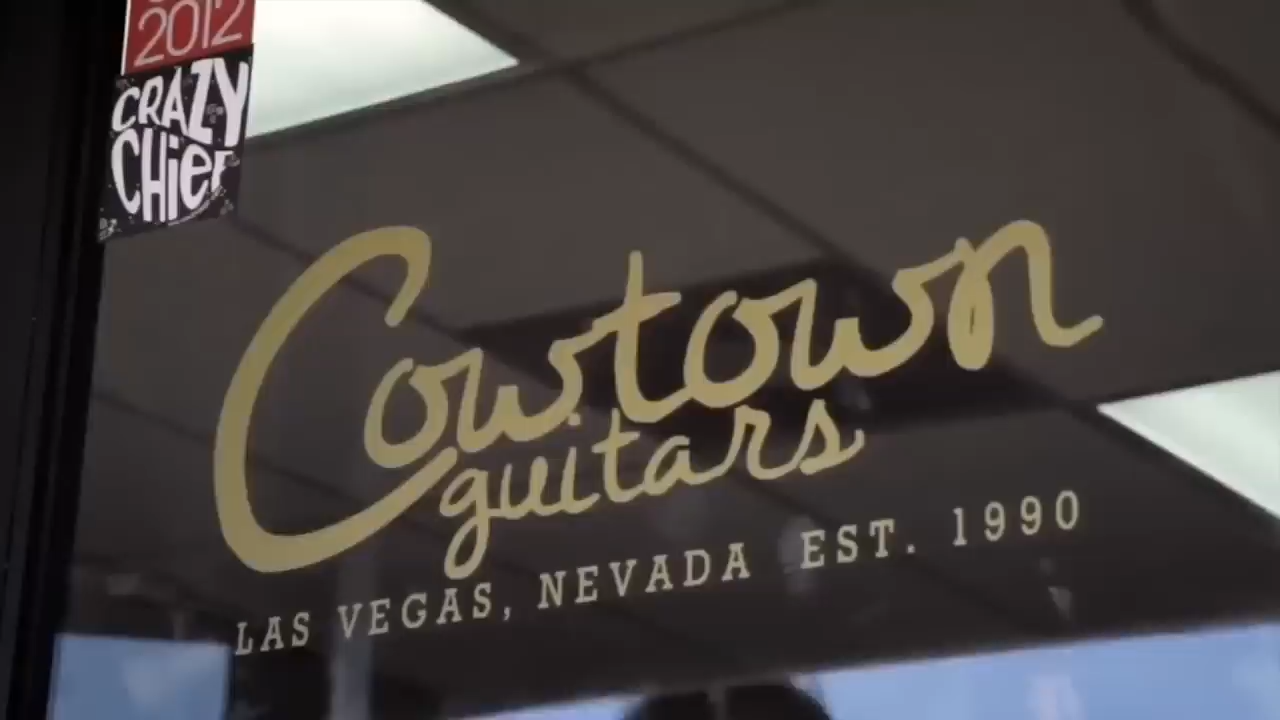 2012
CRAZY
CHIEF
Cowtown
guitars
LAS VEGAS, NEVADA EST. 1990